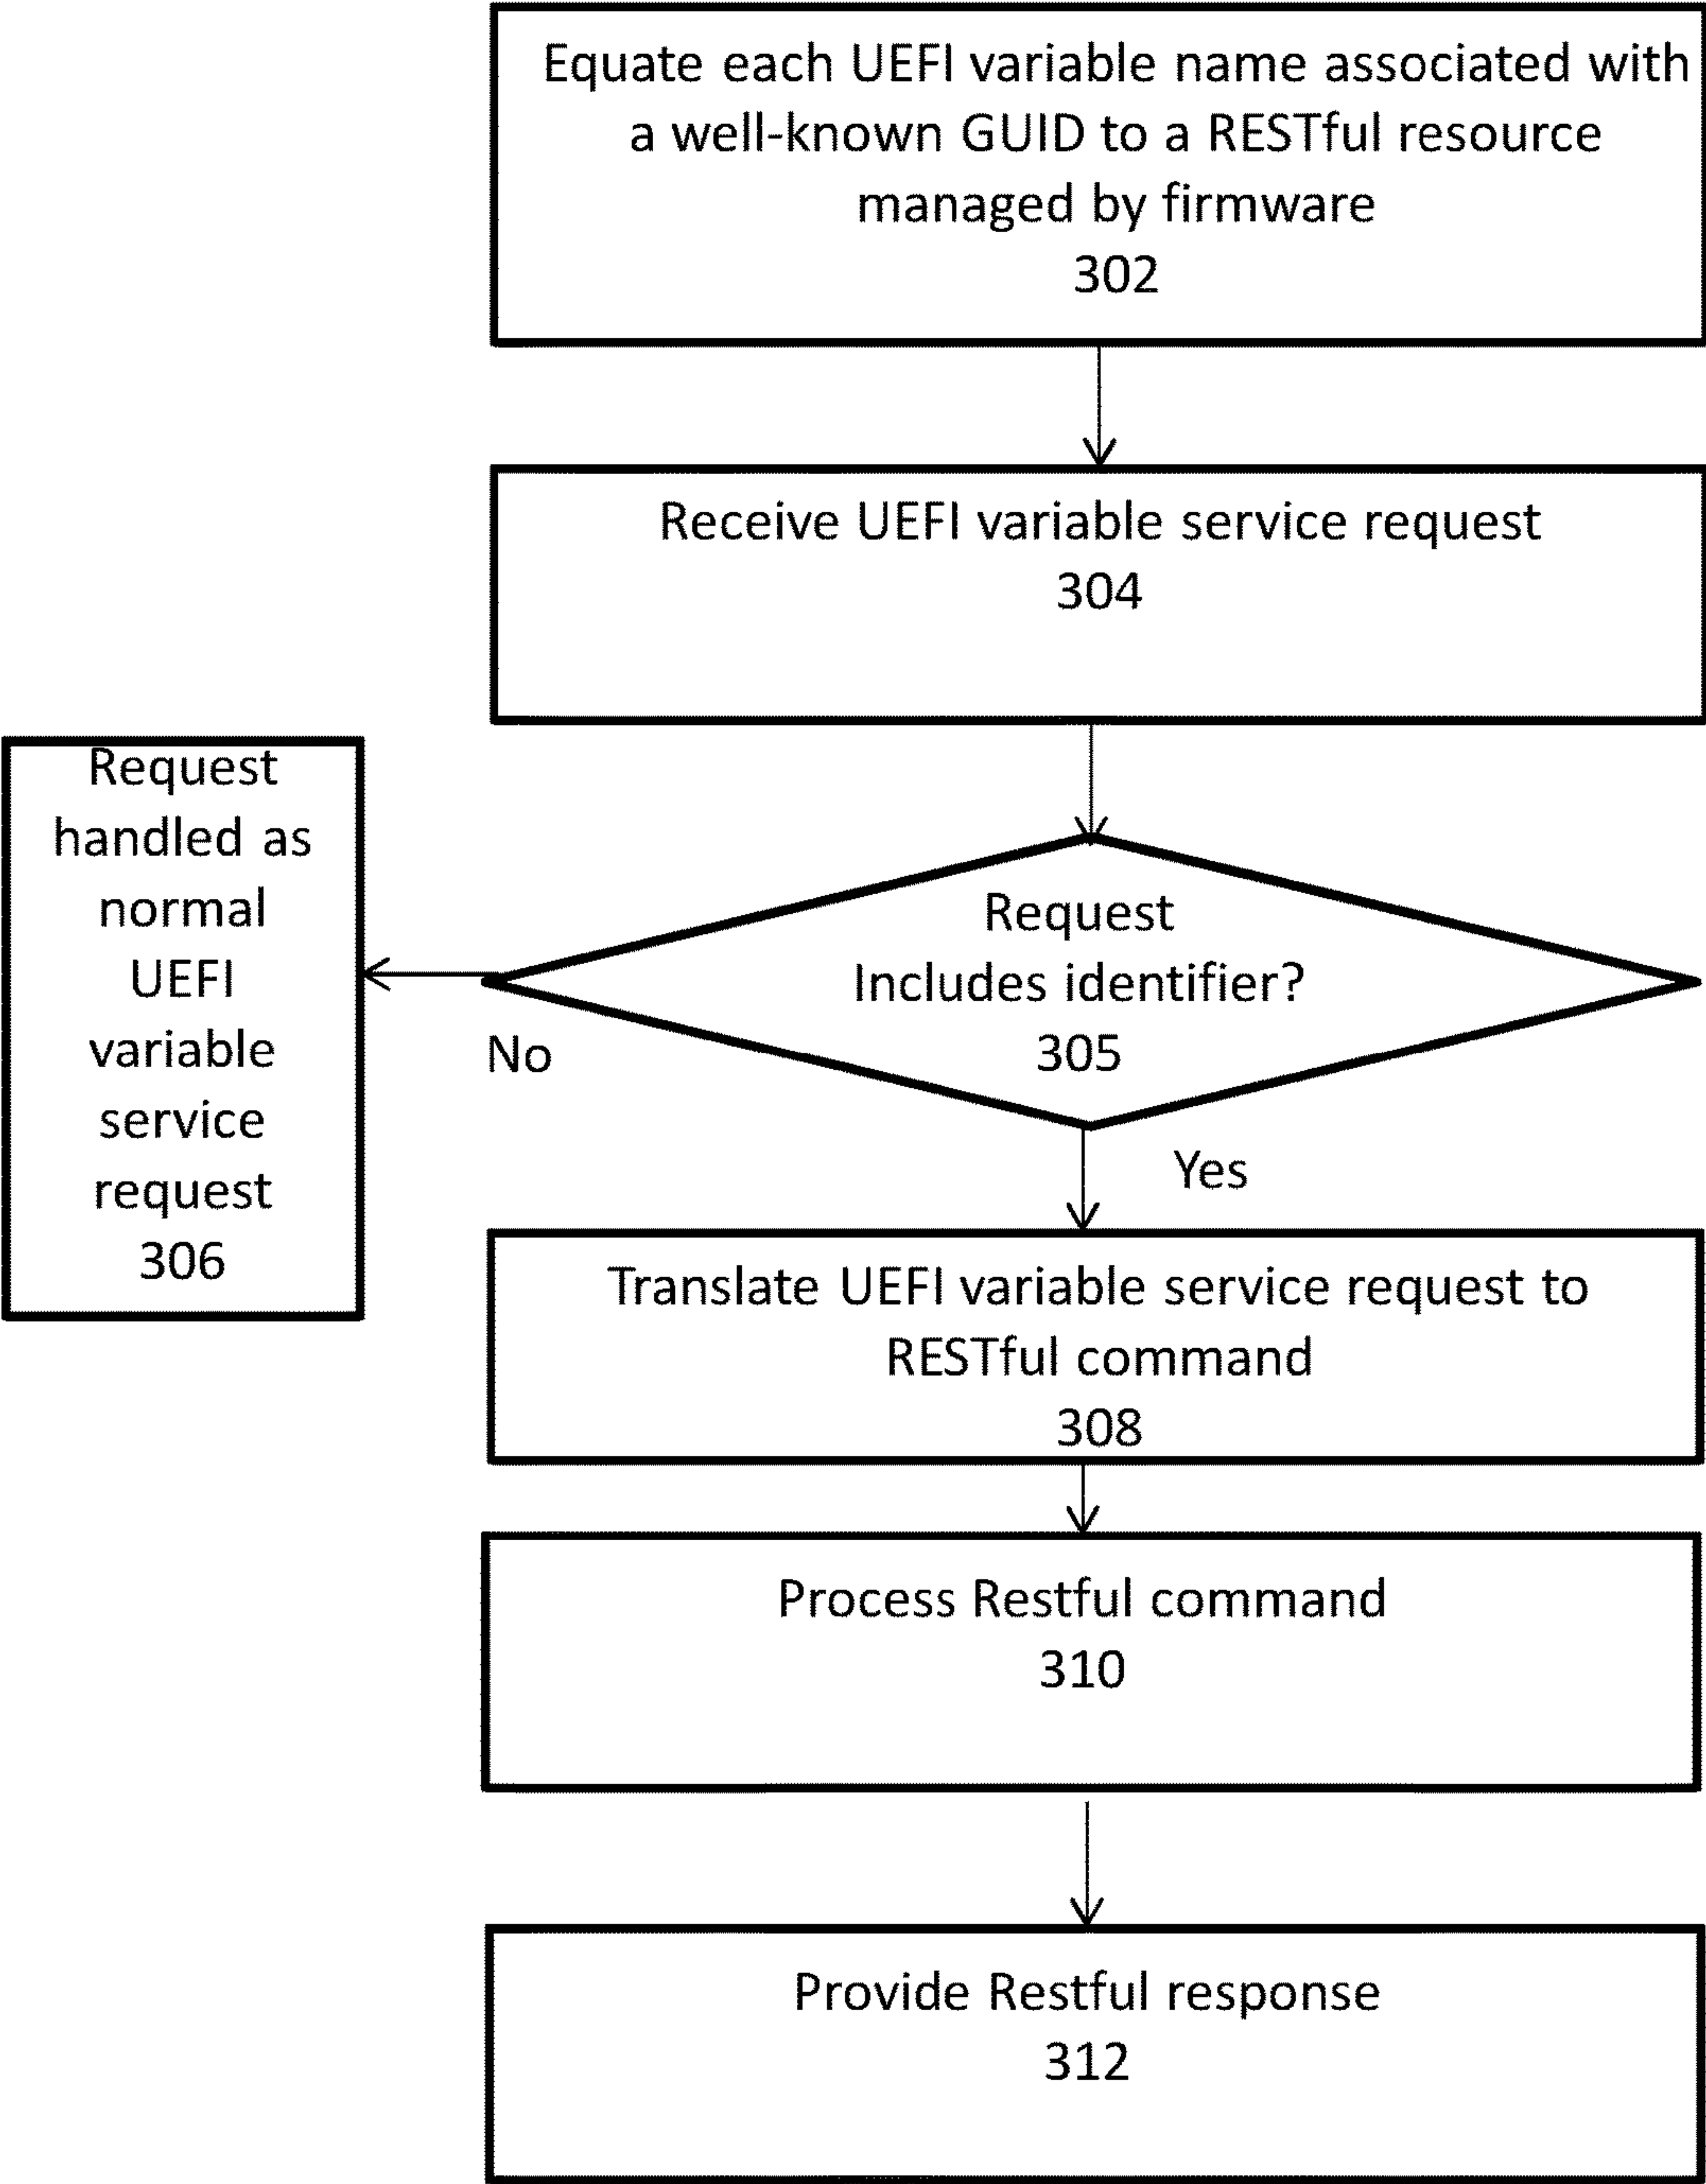 Equate each UEFI variable name associated with
a well-known GUID to a RESTful resource
managed by firmware
302
Receive UEFI variable service request
304
Request
Includes identifier?
305
No
Request
handled as
normal
UEFI
variable
service
request
306
Yes
Translate UEFI variable service request to
RESTful command
308
Process Restful command
310
Provide Restful response
312